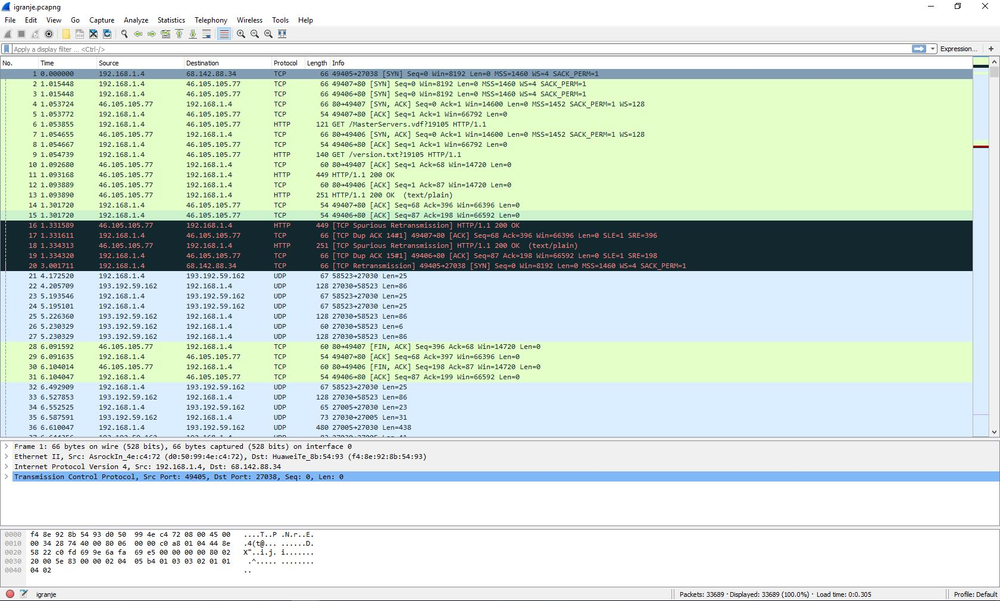 igranje.pcapng
File Edit View Go Capture Analyze Statistics Telephony Wireless Tools Help
Apply a display filter ... <Ctrl-/> Expression... +
No. Time Source Destination Protocol Length Info
1 0.000000 192.168.1.4 68.142.88.34 TCP 66 49405→27038 [SYN] Seq=0 Win=8192 Len=0 MSS=1460 WS=4 SACK_PERM=1
2 1.015448 192.168.1.4 46.105.105.77 TCP 66 49407→80 [SYN] Seq=0 Win=8192 Len=0 MSS=1460 WS=4 SACK_PERM=1
3 1.015448 192.168.1.4 46.105.105.77 TCP 66 49406→80 [SYN] Seq=0 Win=8192 Len=0 MSS=1460 WS=4 SACK_PERM=1
4 1.053724 46.105.105.77 192.168.1.4 TCP 66 80→49407 [SYN, ACK] Seq=0 Ack=1 Win=14600 Len=0 MSS=1452 SACK_PERM=1 WS=128
5 1.053772 192.168.1.4 46.105.105.77 TCP 54 49407→80 [ACK] Seq=1 Ack=1 Win=66792 Len=0
6 1.053855 192.168.1.4 46.105.105.77 HTTP 121 GET /MasterServers.vdf?19105 HTTP/1.1
7 1.054655 46.105.105.77 192.168.1.4 TCP 66 80→49406 [SYN, ACK] Seq=0 Ack=1 Win=14600 Len=0 MSS=1452 SACK_PERM=1 WS=128
8 1.054667 192.168.1.4 46.105.105.77 TCP 54 49406→80 [ACK] Seq=1 Ack=1 Win=66792 Len=0
9 1.054739 192.168.1.4 46.105.105.77 HTTP 140 GET /version.txt?19105 HTTP/1.1
10 1.092680 46.105.105.77 192.168.1.4 TCP 60 80→49407 [ACK] Seq=1 Ack=68 Win=14720 Len=0
11 1.093168 46.105.105.77 192.168.1.4 HTTP 449 HTTP/1.1 200 OK
12 1.093889 46.105.105.77 192.168.1.4 TCP 60 80→49406 [ACK] Seq=1 Ack=87 Win=14720 Len=0
13 1.093890 46.105.105.77 192.168.1.4 HTTP 251 HTTP/1.1 200 OK (text/plain)
14 1.301720 192.168.1.4 46.105.105.77 TCP 54 49407→80 [ACK] Seq=68 Ack=396 Win=66396 Len=0
15 1.301720 192.168.1.4 46.105.105.77 TCP 54 49406→80 [ACK] Seq=87 Ack=198 Win=66592 Len=0
16 1.331589 46.105.105.77 192.168.1.4 HTTP 449 [TCP Spurious Retransmission] HTTP/1.1 200 OK
17 1.331611 192.168.1.4 46.105.105.77 TCP 66 [TCP Dup ACK 14#1] 49407→80 [ACK] Seq=68 Ack=396 Win=66396 Len=0 SLE=1 SRE=396
18 1.334313 46.105.105.77 192.168.1.4 HTTP 251 [TCP Spurious Retransmission] HTTP/1.1 200 OK (text/plain)
19 1.334320 192.168.1.4 46.105.105.77 TCP 66 [TCP Dup ACK 15#1] 49406→80 [ACK] Seq=87 Ack=198 Win=66592 Len=0 SLE=1 SRE=198
20 3.001711 192.168.1.4 68.142.88.34 TCP 66 [TCP Retransmission] 49405→27038 [SYN] Seq=0 Win=8192 Len=0 MSS=1460 WS=4 SACK_PERM=1
21 4.172520 192.168.1.4 193.192.59.162 UDP 67 58523→27030 Len=25
22 4.205709 193.192.59.162 192.168.1.4 UDP 128 27030→58523 Len=86
23 5.193546 192.168.1.4 193.192.59.162 UDP 67 58523→27030 Len=25
24 5.195101 192.168.1.4 193.192.59.162 UDP 67 58523→27030 Len=25
25 5.226360 193.192.59.162 192.168.1.4 UDP 128 27030→58523 Len=86
26 5.230329 193.192.59.162 192.168.1.4 UDP 60 27030→58523 Len=6
27 5.230329 193.192.59.162 192.168.1.4 UDP 128 27030→58523 Len=86
28 6.091592 46.105.105.77 192.168.1.4 TCP 60 80→49407 [FIN, ACK] Seq=396 Ack=68 Win=14720 Len=0
29 6.091635 192.168.1.4 46.105.105.77 TCP 54 49407→80 [ACK] Seq=68 Ack=397 Win=66396 Len=0
30 6.104014 46.105.105.77 192.168.1.4 TCP 60 80→49406 [FIN, ACK] Seq=198 Ack=87 Win=14720 Len=0
31 6.104047 192.168.1.4 46.105.105.77 TCP 54 49406→80 [ACK] Seq=87 Ack=199 Win=66592 Len=0
32 6.492909 192.168.1.4 193.192.59.162 UDP 67 58523→27030 Len=25
33 6.527853 193.192.59.162 192.168.1.4 UDP 128 27030→58523 Len=86
34 6.552525 192.168.1.4 193.192.59.162 UDP 65 27005→27030 Len=23
35 6.587591 193.192.59.162 192.168.1.4 UDP 73 27030→27005 Len=31
36 6.610047 192.168.1.4 193.192.59.162 UDP 480 27005→27030 Len=438
Frame 1: 66 bytes on wire (528 bits), 66 bytes captured (528 bits) on interface 0
Ethernet II, Src: AsrockIn_4e:c4:72 (d0:50:99:4e:c4:72), Dst: HuaweiTe_8b:54:93 (f4:8e:92:8b:54:93)
Internet Protocol Version 4, Src: 192.168.1.4, Dst: 68.142.88.34
Transmission Control Protocol, Src Port: 49405, Dst Port: 27038, Seq: 0, Len: 0
0000 f4 8e 92 8b 54 93 d0 50 99 4e c4 72 08 00 45 00 ....T..P .N.r..E.
0010 00 34 28 74 40 00 80 06 00 00 c0 a8 01 04 44 8e .4(t@... ......D.
0020 58 22 c0 fd 69 9e 6a fa 69 e5 00 00 00 00 80 02 X"..i.j. i.......
0030 20 00 5e 83 00 00 02 04 05 b4 01 03 03 02 01 01 .^..... ........
0040 04 02 ..
igranje Packets: 33689 · Displayed: 33689 (100.0%) · Load time: 0:0.305 Profile: Default